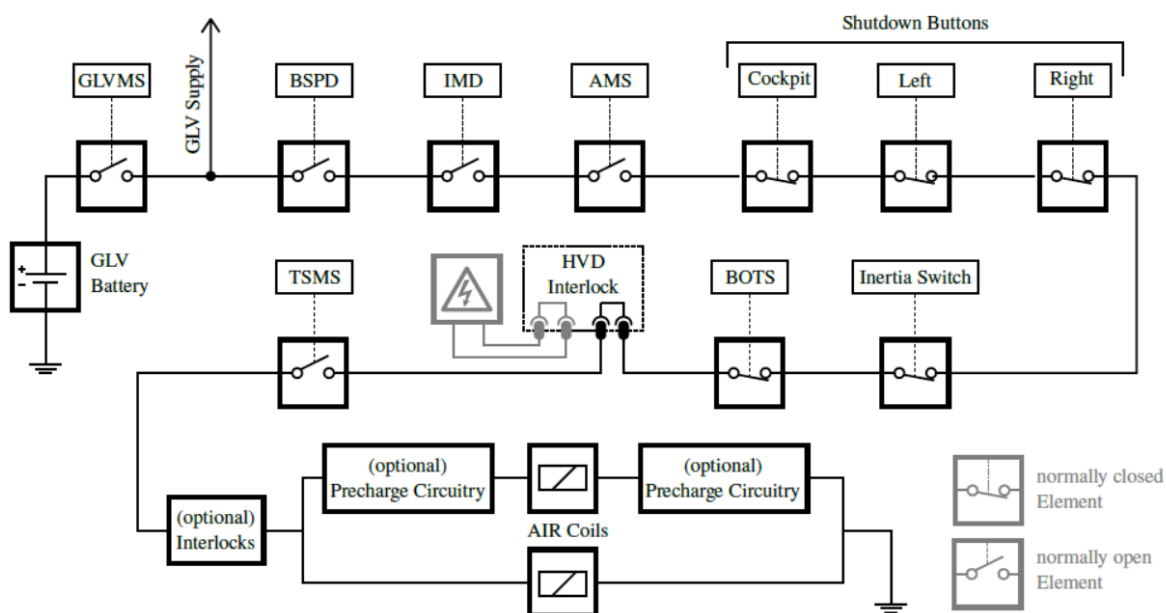 Shutdown Buttons
GLVMS
GLV Supply
BSPD
IMD
AMS
Cockpit
Left
Right
+
-
GLV
Battery
TSMS
HVD
Interlock
BOTS
Inertia Switch
(optional)
Precharge Circuitry
(optional)
Precharge Circuitry
(optional)
Interlocks
AIR Coils
normally closed
Element
normally open
Element